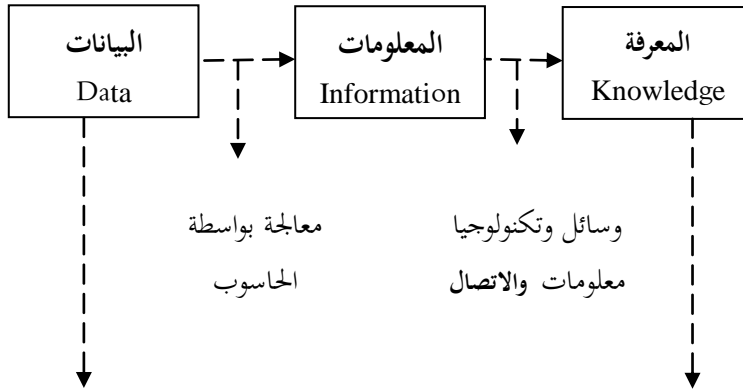 البيانات
Data
المعلومات
Information
المعرفة
Knowledge
معالجة بواسطة
الحاسوب
وسائل وتكنولوجيا
معلومات والاتصال